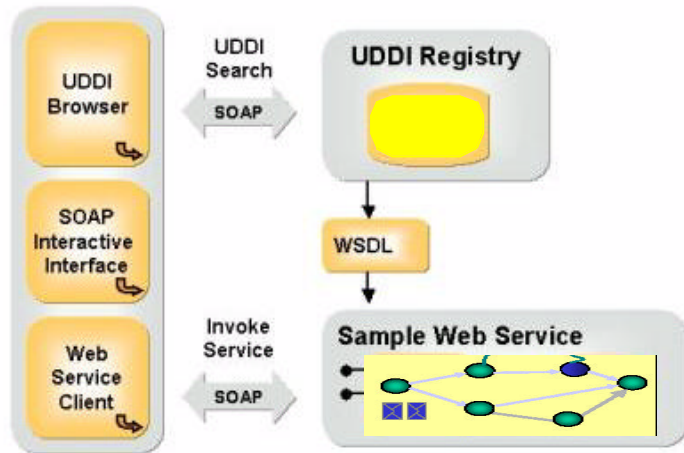 UDDI
Browser
SOAP
Interactive
Interface
Web
Service
Client
UDDI
Search
SOAP
Invoke
Service
SOAP
UDDI Registry
WSDL
Sample Web Service